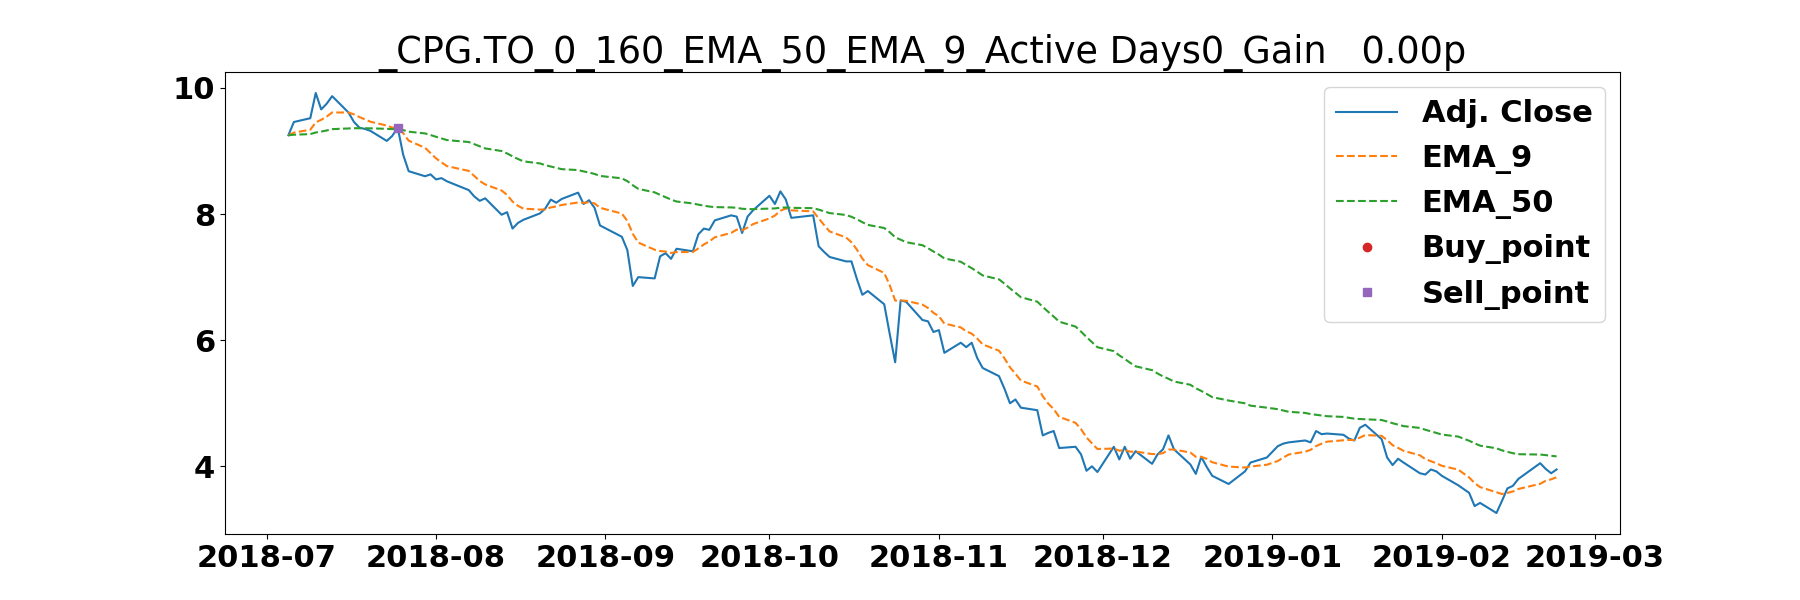 _CPG.TO_0_160_EMA_50_EMA_9_Active Days0_Gain   0.00p
10
8
6
4
Adj. Close
EMA_9
EMA_50
Buy_point
Sell_point
2018-07 2018-08 2018-09 2018-10 2018-11 2018-12 2019-01 2019-02 2019-03